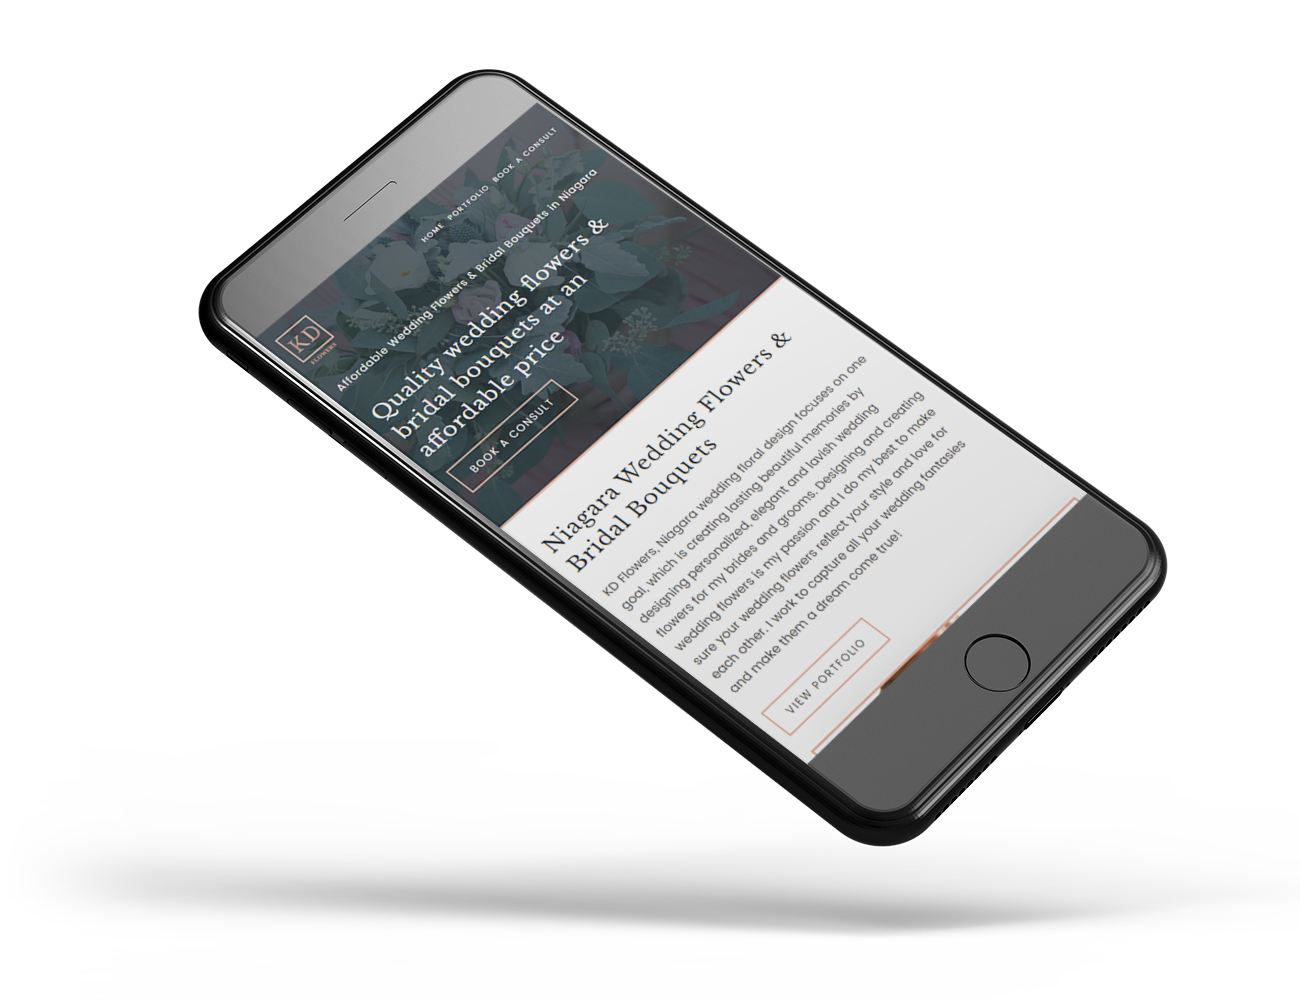 KD
FLOWERS
HOME PORTFOLIO BOOK A CONSULT
Affordable Wedding Flowers & Bridal Bouquets in Niagara
Quality wedding flowers &
bridal bouquets at an
affordable price
BOOK A CONSULT
Niagara Wedding Flowers &
Bridal Bouquets
KD Flowers, Niagara wedding floral design focuses on one
goal, which is creating lasting beautiful memories by
designing personalized, elegant and lavish wedding
flowers for my brides and grooms. Designing and creating
wedding flowers is my passion and I do my best to make
sure your wedding flowers reflect your style and love for
each other. I work to capture all your wedding fantasies
and make them a dream come true!
VIEW PORTFOLIO